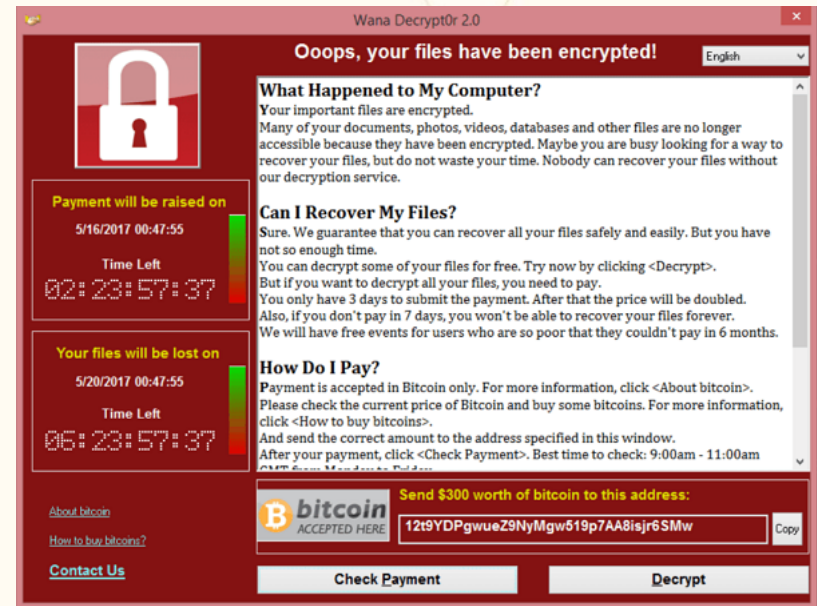 Wana Decrypt0r 2.0
Ooops, your files have been encrypted!
English
What Happened to My Computer?
Your important files are encrypted.
Many of your documents, photos, videos, databases and other files are no longer
accessible because they have been encrypted. Maybe you are busy looking for a way to
recover your files, but do not waste your time. Nobody can recover your files without
our decryption service.
Can I Recover My Files?
Sure. We guarantee that you can recover all your files safely and easily. But you have
not so enough time.
You can decrypt some of your files for free. Try now by clicking <Decrypt>.
But if you want to decrypt all your files, you need to pay.
You only have 3 days to submit the payment. After that the price will be doubled.
Also, if you don't pay in 7 days, you won't be able to recover your files forever.
We will have free events for users who are so poor that they couldn't pay in 6 months.
How Do I Pay?
Payment is accepted in Bitcoin only. For more information, click <About bitcoin>.
Please check the current price of Bitcoin and buy some bitcoins. For more information,
click <How to buy bitcoins>.
And send the correct amount to the address specified in this window.
After your payment, click <Check Payment>. Best time to check: 9:00am - 11:00am
GMT from Monday to Friday
Payment will be raised on
5/16/2017 00:47:55
Time Left
02:23:57:37
Your files will be lost on
5/20/2017 00:47:55
Time Left
06:23:57:37
About bitcoin
How to buy bitcoins?
Contact Us
bitcoin
ACCEPTED HERE
Send $300 worth of bitcoin to this address:
12t9YDPgwueZ9NyMgw519p7AA8isjr6SMw
Copy
Check Payment
Decrypt